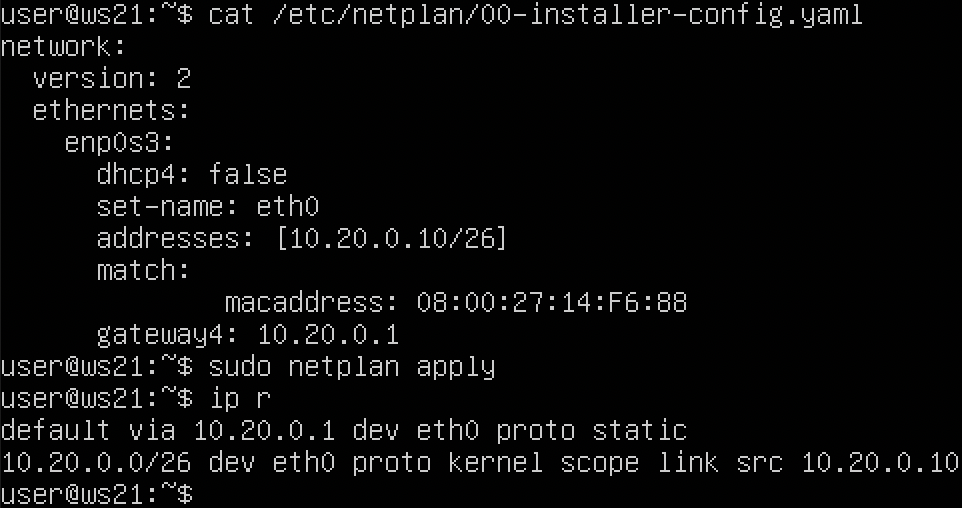 user@ws21:~$ cat /etc/netplan/00-installer-config.yaml
network:
  version: 2
  ethernets:
    enp0s3:
      dhcp4: false
      set-name: eth0
      addresses: [10.20.0.10/26]
      match:
              macaddress: 08:00:27:14:F6:88
      gateway4: 10.20.0.1
user@ws21:~$ sudo netplan apply
user@ws21:~$ ip r
default via 10.20.0.1 dev eth0 proto static
10.20.0.0/26 dev eth0 proto kernel scope link src 10.20.0.10
user@ws21:~$